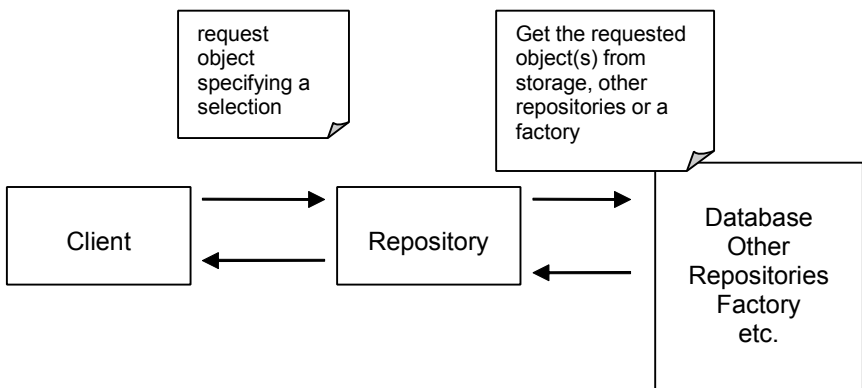 request
object
specifying a
selection
Get the requested
object(s) from
storage, other
repositories or a
factory
Client
Repository
Database
Other
Repositories
Factory
etc.